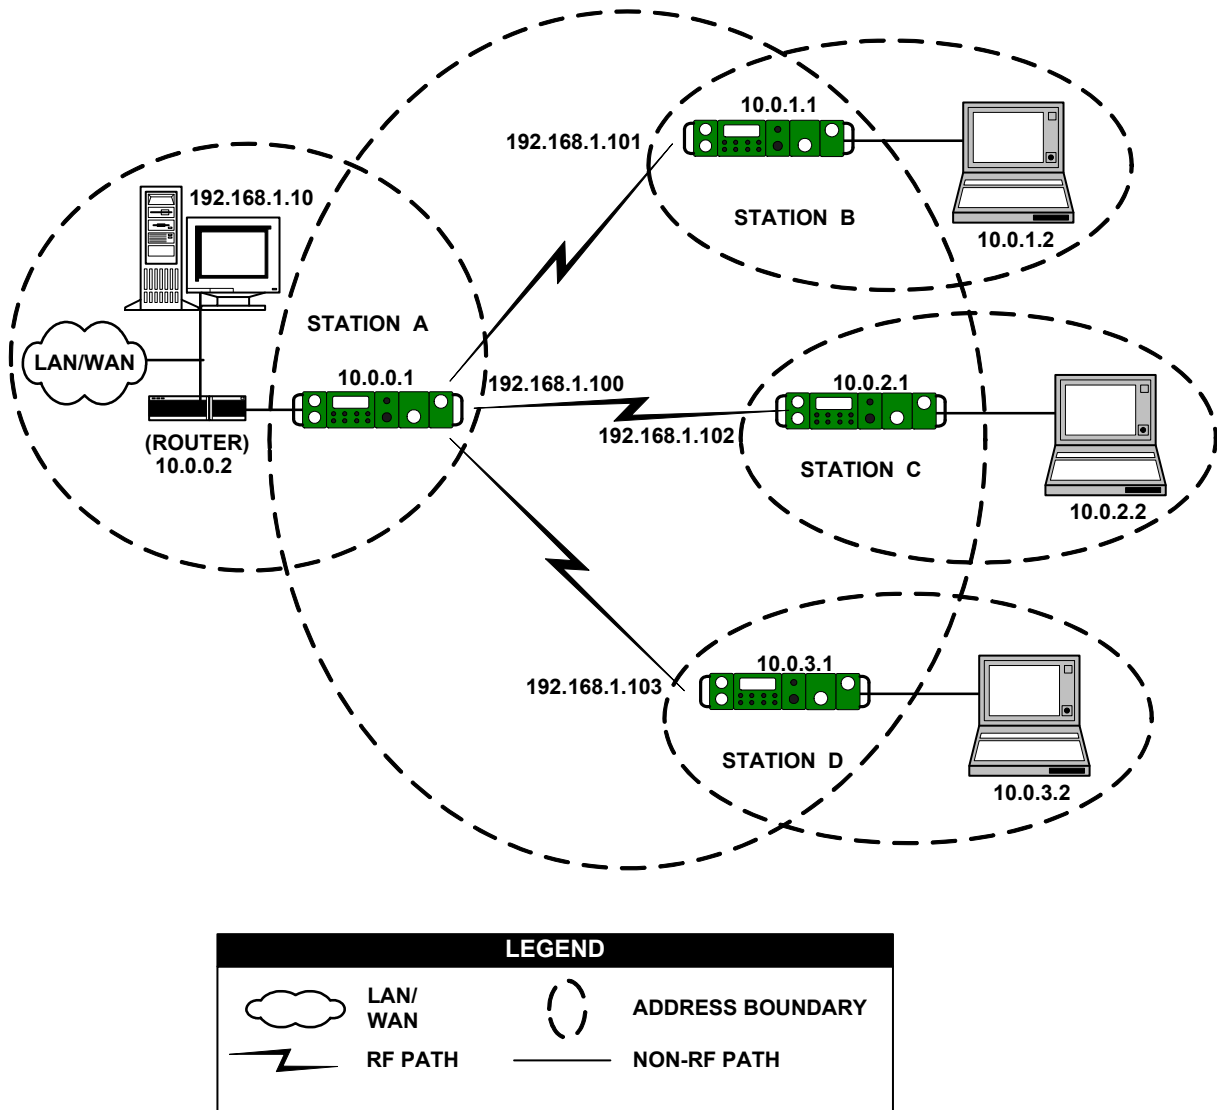 10.0.1.1
192.168.1.101
STATION B
10.0.1.2
192.168.1.10
STATION A
LAN/WAN
10.0.0.1
192.168.1.100
(ROUTER)
10.0.0.2
10.0.2.1
192.168.1.102
STATION C
10.0.2.2
10.0.3.1
192.168.1.103
STATION D
10.0.3.2
LEGEND
LAN/
WAN
ADDRESS BOUNDARY
RF PATH
NON-RF PATH